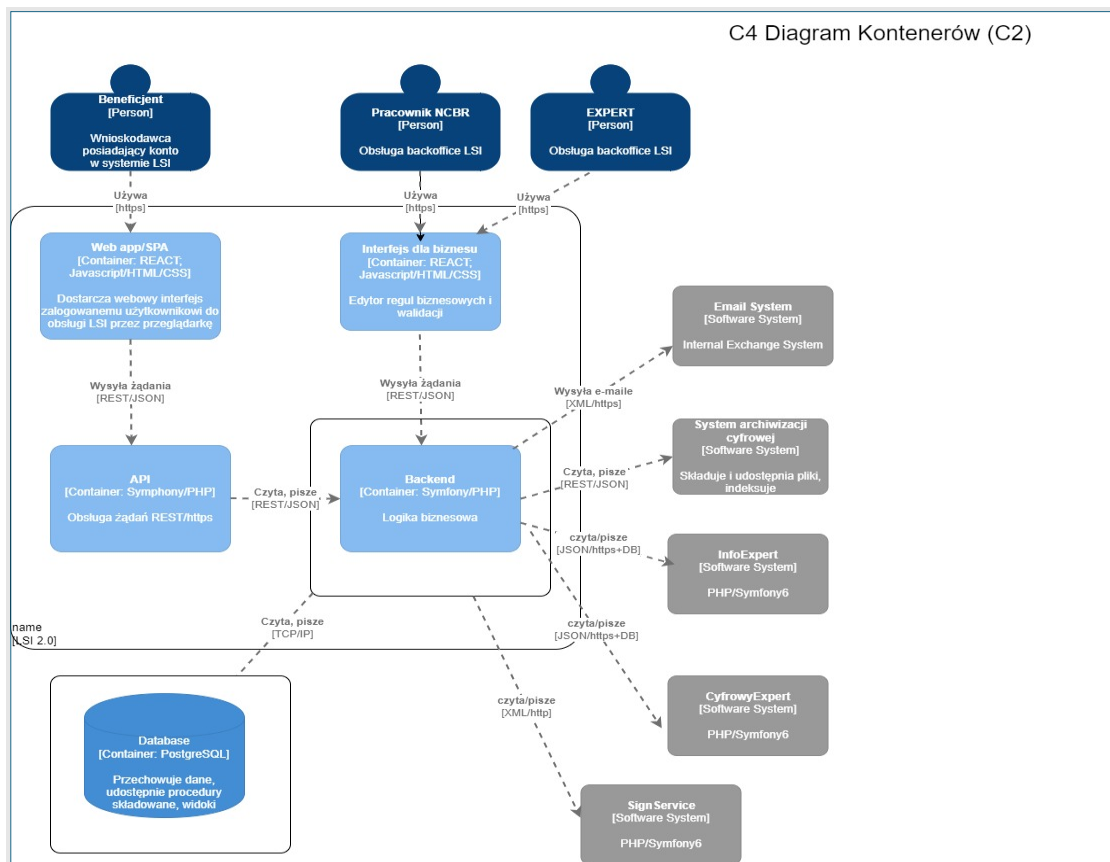 C4 Diagram Kontenerów (C2)
Beneficjent
[Person]
Wnioskodawca
posiadający konto
w systemie LSI
Pracownik NCBR
[Person]
Obsługa backoffice LSI
EXPERT
[Person]
Obsługa backoffice LSI
Używa
[https]
Używa
[https]
Używa
[https]
Web app/SPA
[Container: REACT;
Javascript/HTML/CSS]
Dostarcza webowy interfejs
zalogowanemu użytkownikowi do
obsługi LSI przez przeglądarkę
Interfejs dla biznesu
[Container: REACT;
Javascript/HTML/CSS]
Edytor reguł biznesowych i
walidacji
Email System
[Software System]
Internal Exchange System
Wysyła żądania
[REST/JSON]
Wysyła żądania
[REST/JSON]
Wysyła e-maile
[XML/https]
System archiwizacji
cyfrowej
[Software System]
Składuje i udostępnia pliki,
indeksuje
API
[Container: Symphony/PHP]
Obsługa żądań REST/https
Czyta, pisze
[REST/JSON]
Backend
[Container: Symfony/PHP]
Logika biznesowa
Czyta, pisze
[REST/JSON]
czyta/pisze
[JSON/https+DB]
InfoExpert
[Software System]
PHP/Symfony6
name
[LSI 2.0]
Czyta, pisze
[TCP/IP]
czyta/pisze
[JSON/https+DB]
CyfrowyExpert
[Software System]
PHP/Symfony6
czyta/pisze
[XML/http]
Database
[Container: PostgreSQL]
Przechowuje dane,
udostępnie procedury
składowane, widoki
SignService
[Software System]
PHP/Symfony6